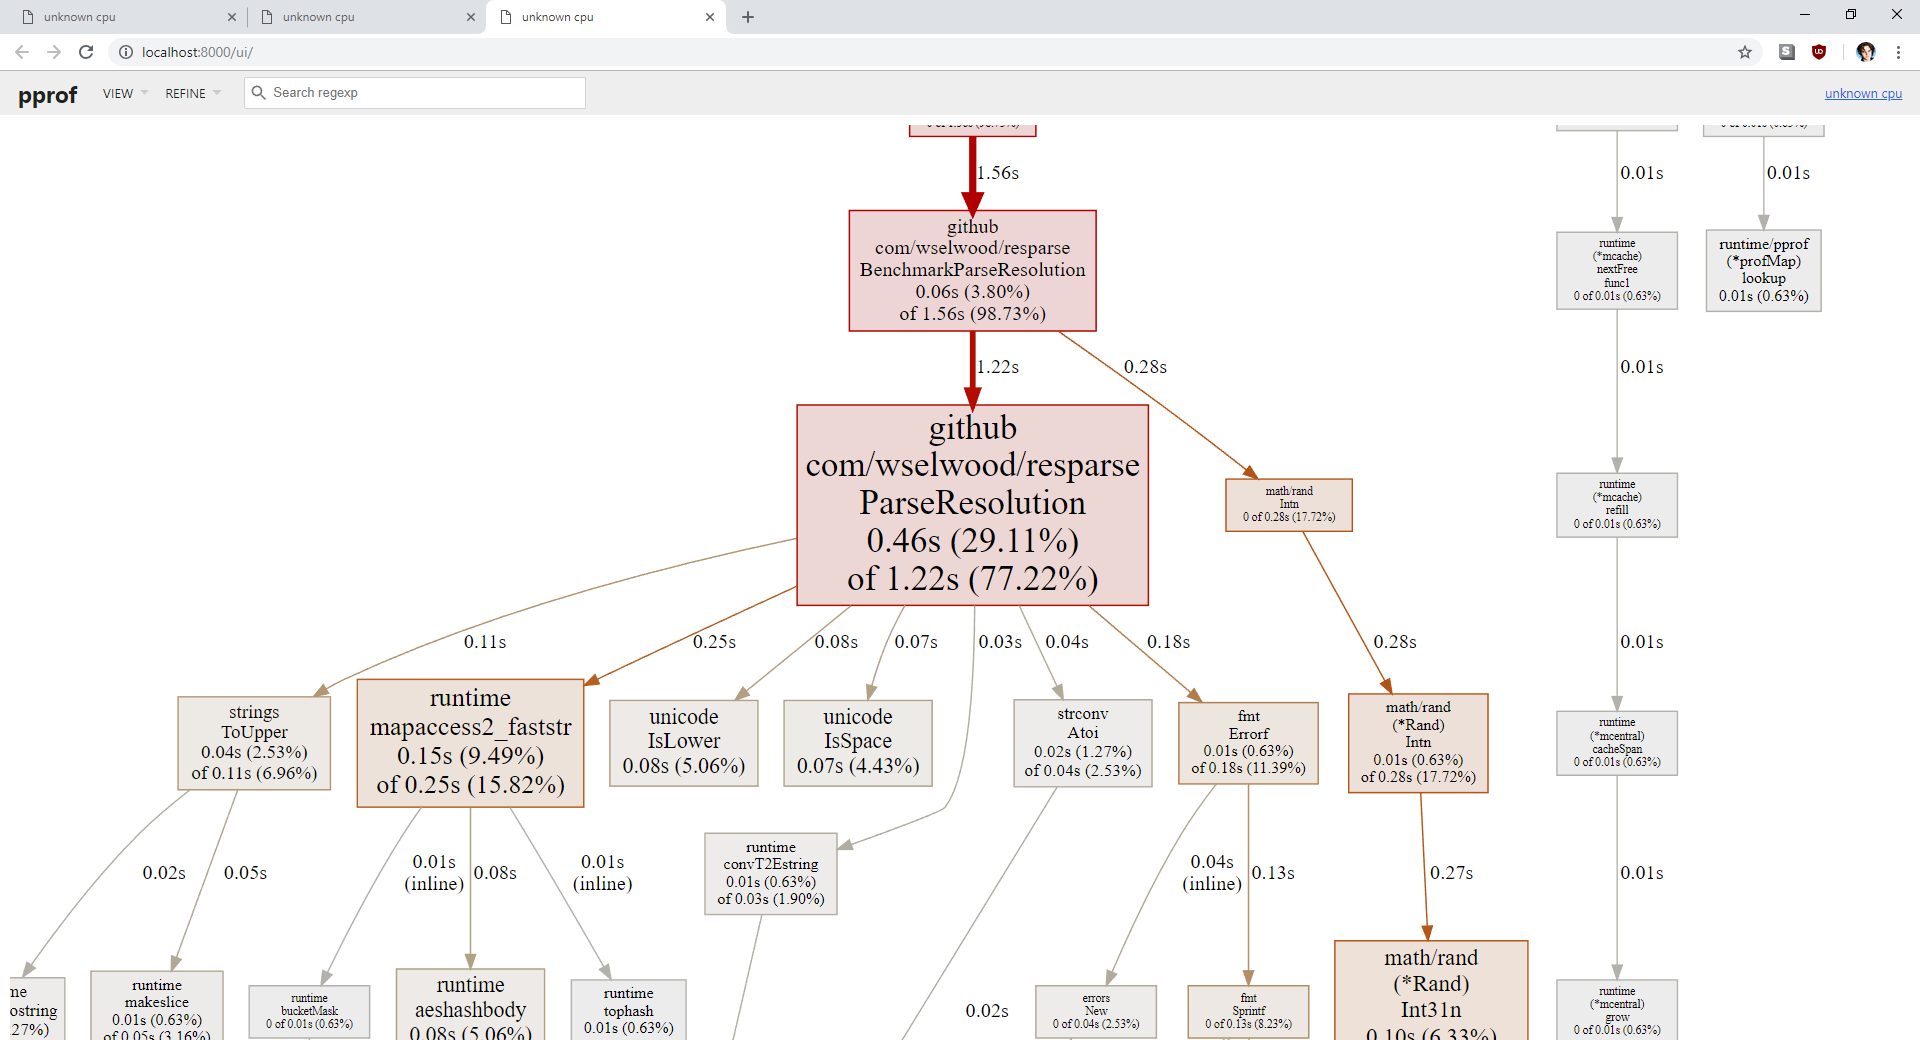 unknown cpu
unknown cpu
unknown cpu
localhost:8000/ui/
pprof
VIEW
REFINE
Search regexp
unknown cpu
1.56s
0.01s
0.01s
github
com/wselwood/resparse
BenchmarkParseResolution
0.06s (3.80%)
of 1.56s (98.73%)
runtime
(*mcache)
nextFree
func1
0 of 0.01s (0.63%)
runtime/pprof
(*profMap)
lookup
0.01s (0.63%)
1.22s
0.28s
0.01s
github
com/wselwood/resparse
ParseResolution
0.46s (29.11%)
of 1.22s (77.22%)
math/rand
Intn
0 of 0.28s (17.72%)
runtime
(*mcache)
refill
0 of 0.01s (0.63%)
0.11s
0.25s
0.08s
0.07s
0.03s
0.04s
0.18s
0.28s
0.01s
strings
ToUpper
0.04s (2.53%)
of 0.11s (6.96%)
runtime
mapaccess2_faststr
0.15s (9.49%)
of 0.25s (15.82%)
unicode
IsLower
0.08s (5.06%)
unicode
IsSpace
0.07s (4.43%)
strconv
Atoi
0.02s (1.27%)
of 0.04s (2.53%)
fmt
Errorf
0.01s (0.63%)
of 0.18s (11.39%)
math/rand
(*Rand)
Intn
0.01s (0.63%)
of 0.28s (17.72%)
runtime
(*mcentral)
cacheSpan
0 of 0.01s (0.63%)
0.02s
0.05s
0.01s
(inline)
0.08s
0.01s
(inline)
runtime
convT2Estring
0.01s (0.63%)
of 0.03s (1.90%)
0.04s
(inline)
0.13s
0.27s
0.01s
me
ostring
27%)
runtime
makeslice
0.01s (0.63%)
of 0.05s (3.16%)
runtime
bucketMask
0 of 0.01s (0.63%)
runtime
aeshashbody
0.08s (5.06%)
runtime
tophash
0.01s (0.63%)
0.02s
errors
New
0 of 0.04s (2.53%)
fmt
Sprintf
0 of 0.13s (8.23%)
math/rand
(*Rand)
Int31n
0.10s (6.33%)
runtime
(*mcentral)
grow
0 of 0.01s (0.63%)